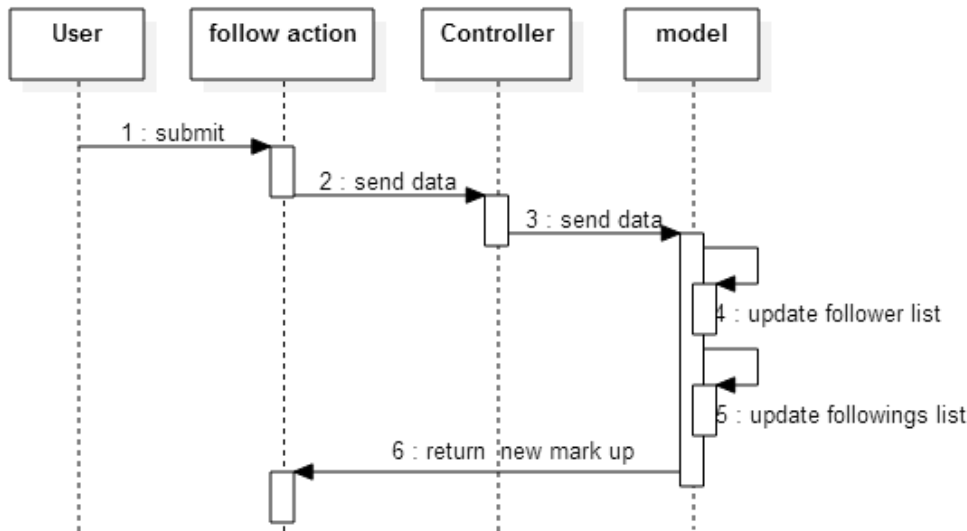 User
follow action
Controller
model
1 : submit
2 : send data
3 : send data
4 : update follower list
5 : update followings list
6 : return new mark up